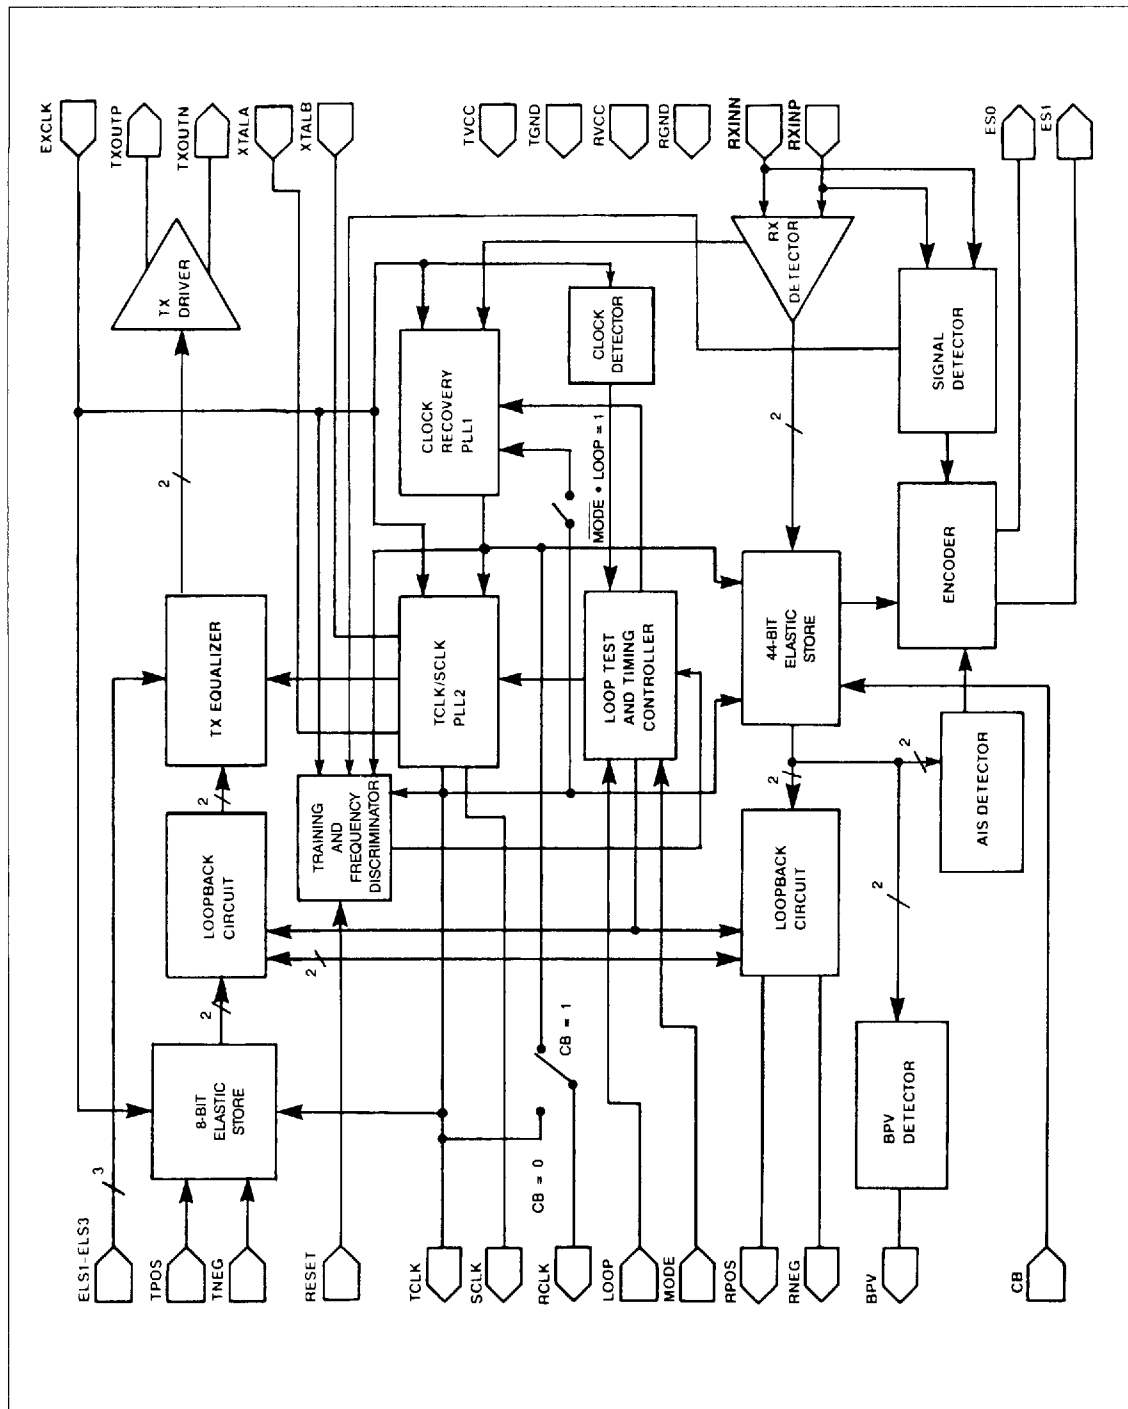 ELS1-ELS3
TPOS
TNEG
RESET
TCLK
SCLK
RCLK
LOOP
MODE
RPOS
RNEG
BPV
CB
3
8-BIT
ELASTIC
STORE
2
LOOPBACK
CIRCUIT
2
TX EQUALIZER
2
TX
DRIVER
EXCLK
TXOUTP
TXOUTN
XTALA
XTALB
TVCC
TGND
RVCC
RGND
RXINN
RXINP
ES0
ES1
TRAINING
AND
FREQUENCY
DISCRIMINATOR
TCLK/SCLK
PLL2
CLOCK
RECOVERY
PLL1
CLOCK
DETECTOR
RX
DETECTOR
2
CB = 0
CB = 1
MODE • LOOP = 1
LOOP TEST
AND TIMING
CONTROLLER
2
LOOPBACK
CIRCUIT
2
44-BIT
ELASTIC
STORE
2
SIGNAL
DETECTOR
ENCODER
AIS DETECTOR
2
2
BPV
DETECTOR